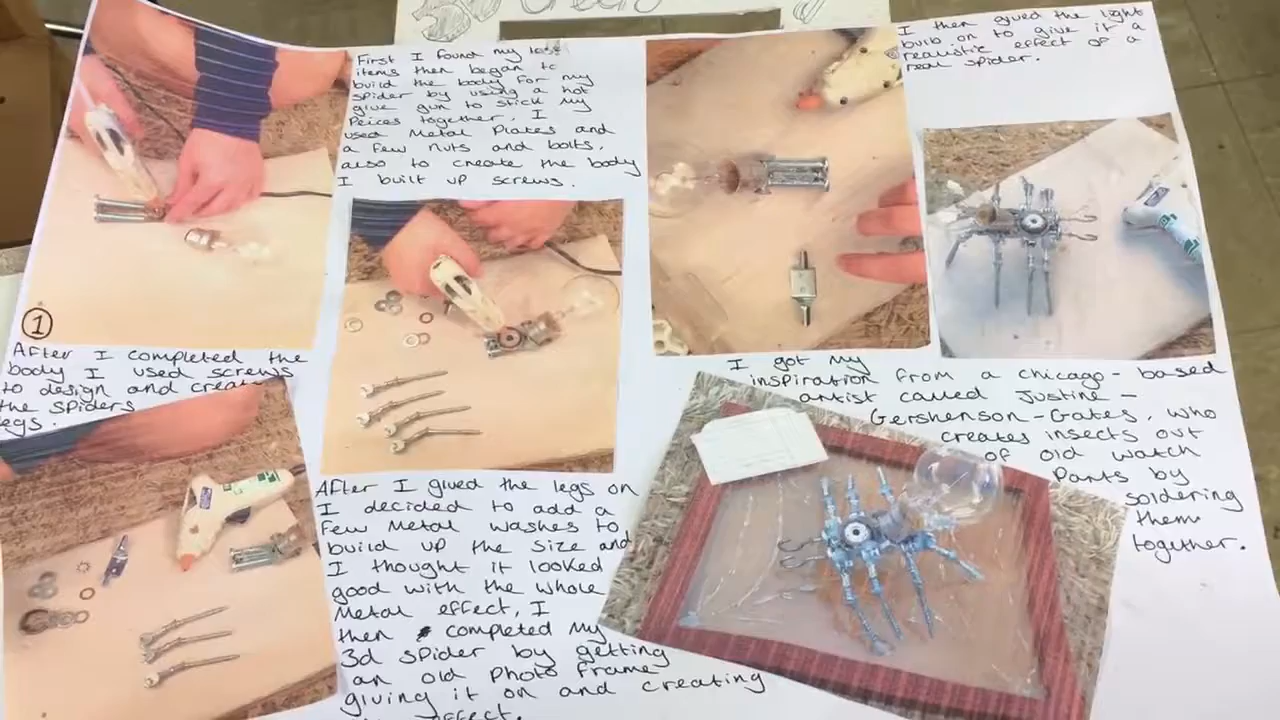 First I found my loose
items then began to
build the body for my
spider by using a hot
glue gun to stick my
Peices together, I
used Metal Plates and
a few nuts and bolts,
also to create the body
I built up screws.
I then glued the light
bulb on to give it a
realistic effect of a
real spider.
1
After I completed the
body I used screws
to design and create
the spiders
legs.
After I glued the legs on
I decided to add a
few Metal washes to
build up the size and
I thought it looked
good with the whole
Metal effect, I
then completed my
3d spider by getting
an old photo frame
gluing it on and creating
effect.
I got my
inspiration from a chicago-based
artist called Justine-
Gershenson-Gates, who
creates insects out
of old watch
Parts by
soldering
them
together.